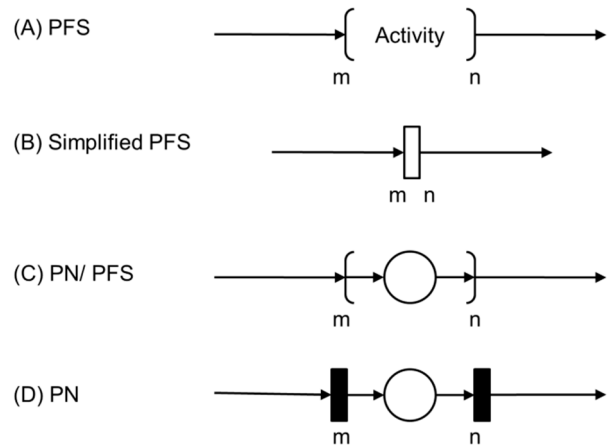 (A) PFS
Activity
m n
(B) Simplified PFS
m n
(C) PN/ PFS
m n
(D) PN
m n